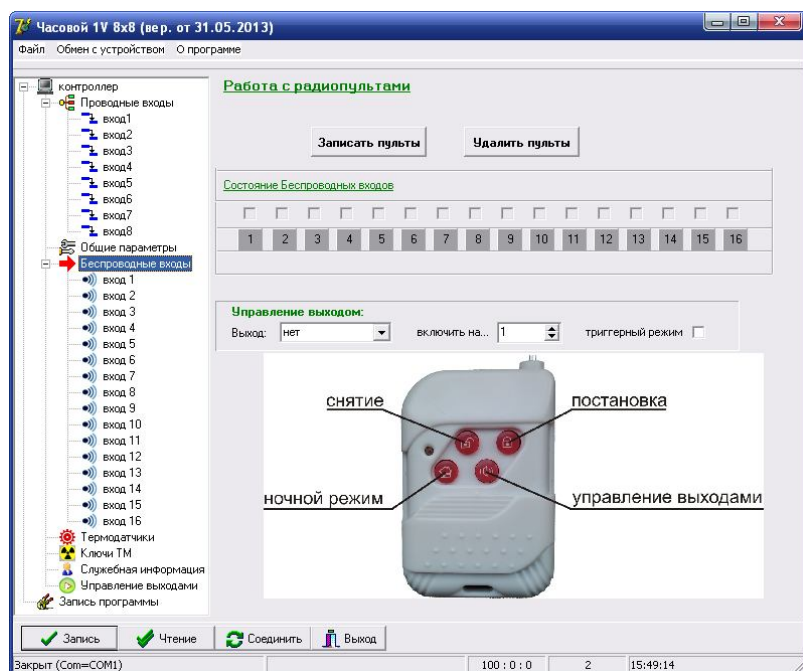 Часовой 1V 8x8 (вер. от 31.05.2013)
Файл Обмен с устройством О программе
контроллер
Проводные входы
вход1
вход2
вход3
вход4
вход5
вход6
вход7
вход8
Общие параметры
Беспроводные входы
вход 1
вход 2
вход 3
вход 4
вход 5
вход 6
вход 7
вход 8
вход 9
вход 10
вход 11
вход 12
вход 13
вход 14
вход 15
вход 16
Термодатчики
Ключи ТМ
Служебная информация
Управление выходами
Запись программы
Работа с радиопультами
Записать пульты Удалить пульты
Состояние Беспроводных входов
1 2 3 4 5 6 7 8 9 10 11 12 13 14 15 16
Управление выходом:
Выход: нет включить на... 1 триггерный режим
снятие постановка
ночной режим управление выходами
Запись Чтение Соединить Выход
Закрыт (Com=COM1) 100 : 0 : 0 2 15:49:14